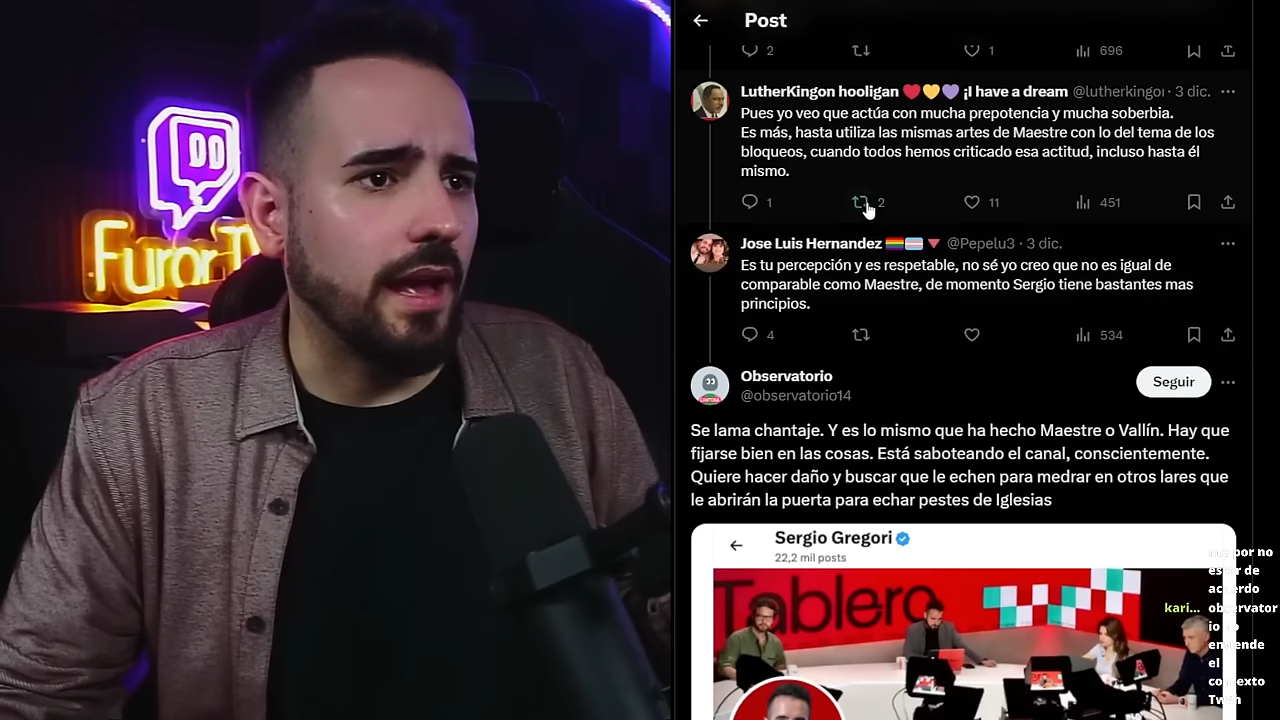 Post
2
1
696
LutherKingon hooligan ❤️💛💜 ¡I have a dream @lutherkingoı · 3 dic.
Pues yo veo que actúa con mucha prepotencia y mucha soberbia.
Es más, hasta utiliza las mismas artes de Maestre con lo del tema de los
bloqueos, cuando todos hemos criticado esa actitud, incluso hasta él
mismo.
1
2
11
451
Jose Luis Hernandez 🏳️‍🌈🏳️‍⚧️🔻 @Pepelu3 · 3 dic.
Es tu percepción y es respetable, no sé yo creo que no es igual de
comparable como Maestre, de momento Sergio tiene bastantes mas
principios.
4
534
Observatorio
@observatorio14
Seguir
Se lama chantaje. Y es lo mismo que ha hecho Maestre o Vallín. Hay que
fijarse bien en las cosas. Está saboteando el canal, conscientemente.
Quiere hacer daño y buscar que le echen para medrar en otros lares que
le abrirán la puerta para echar pestes de Iglesias
Sergio Gregori
22,2 mil posts
Tablero
FurorT
por no
de
acuerdo
kari... observator
io no
entiende
el
contexto